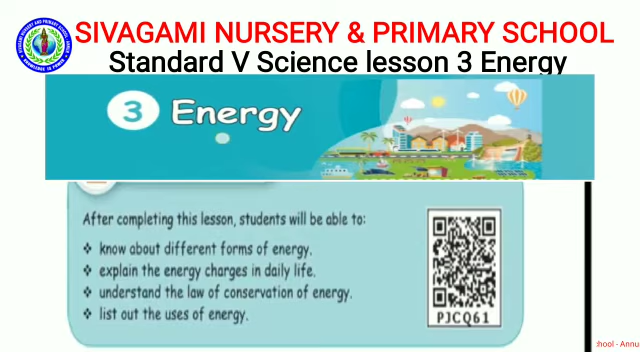 SIVAGAMI NURSERY & PRIMARY SCHOOL
Standard V Science lesson 3 Energy
3 Energy
After completing this lesson, students will be able to:
❖ know about different forms of energy.
❖ explain the energy charges in daily life.
❖ understand the law of conservation of energy.
❖ list out the uses of energy.
PJCQ61
hool - Annu